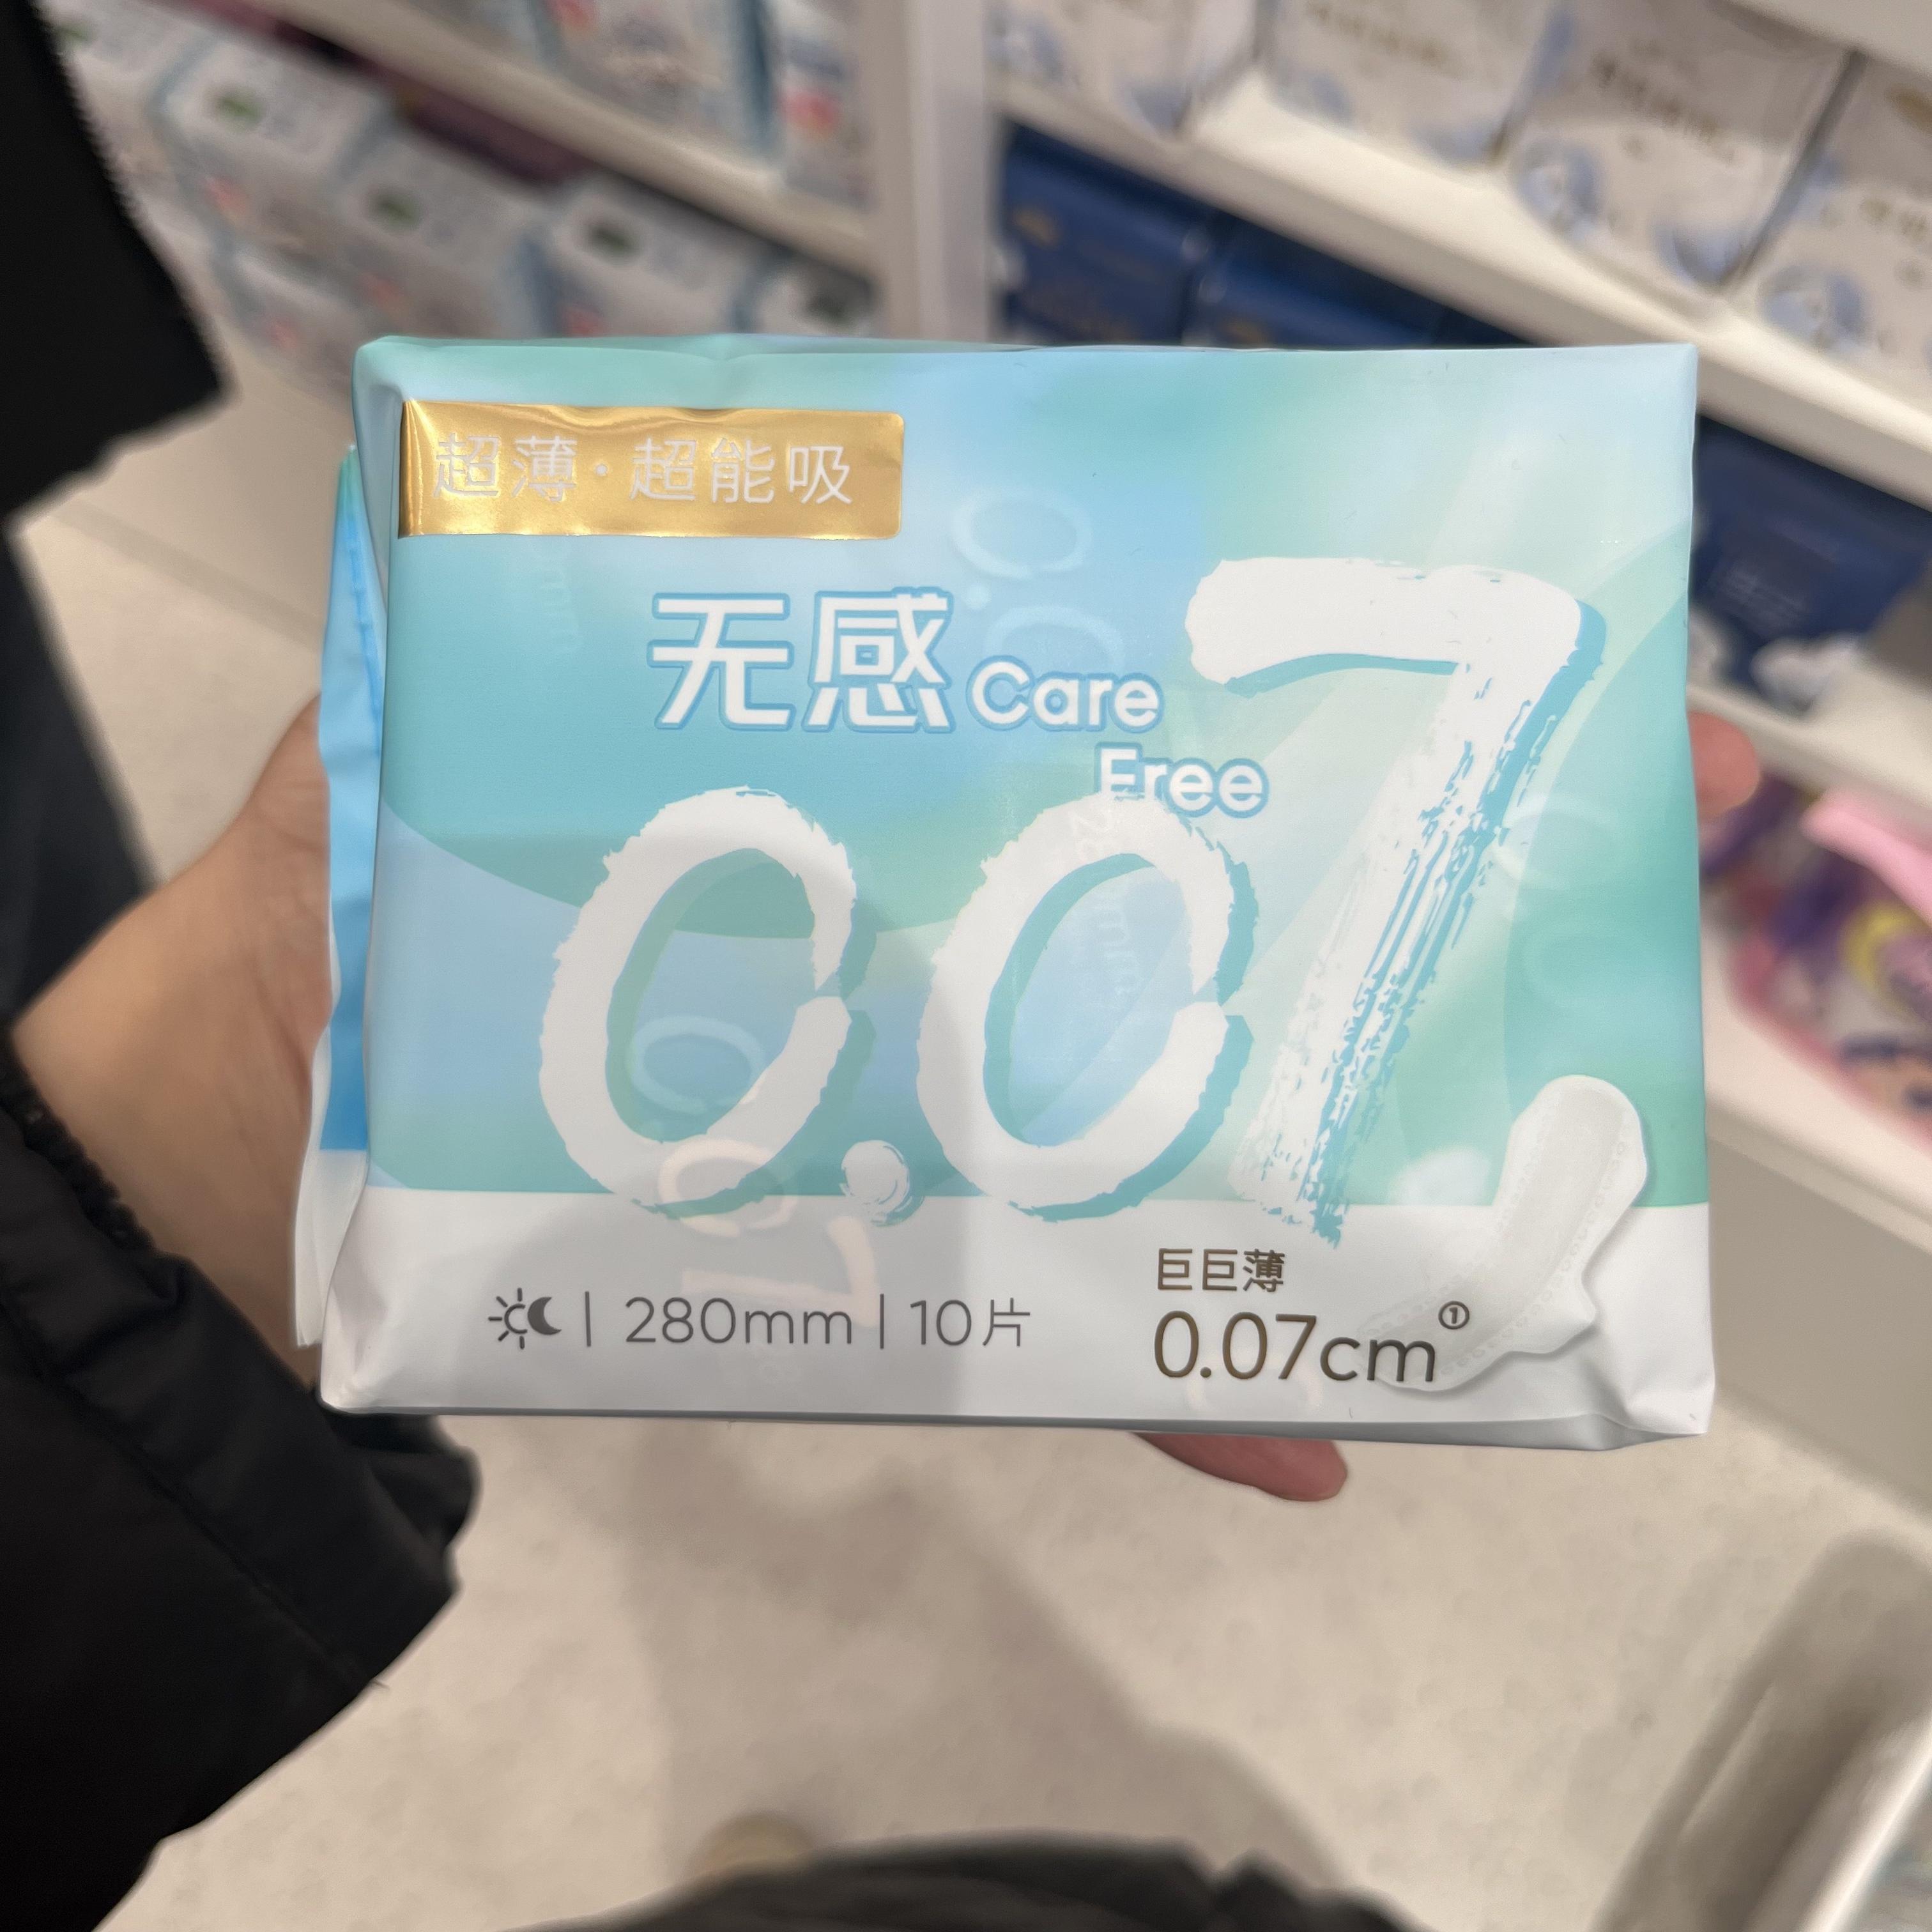 超薄·超能吸
无感 Care
Free
0.07
巨巨薄
280mm | 10片
0.07cm①